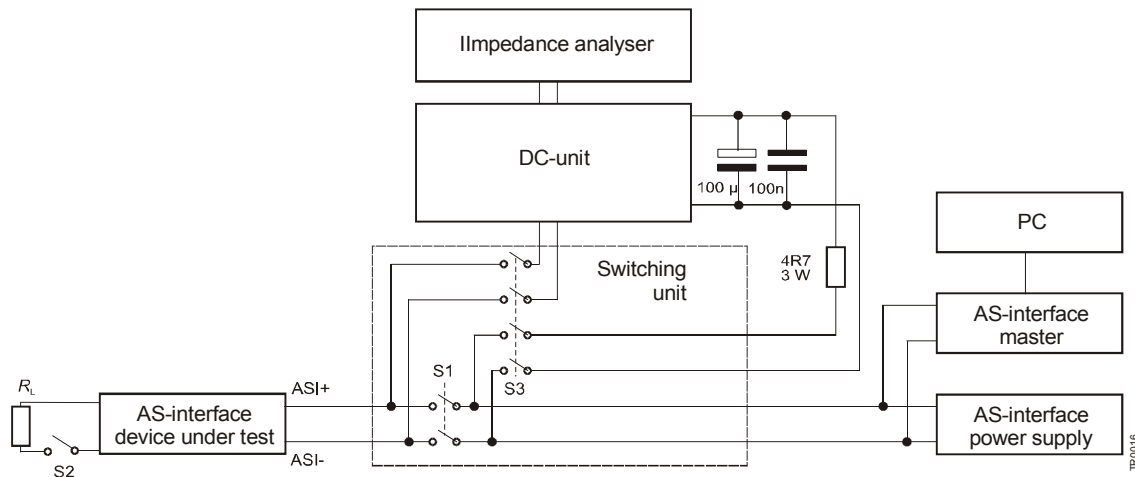 IImpedance analyser
DC-unit
100 µ
100n
PC
4R7
3 W
Switching
unit
AS-interface
master
S1
S3
RL
ASI+
AS-interface
device under test
AS-interface
power supply
S2
ASI-
TR0016